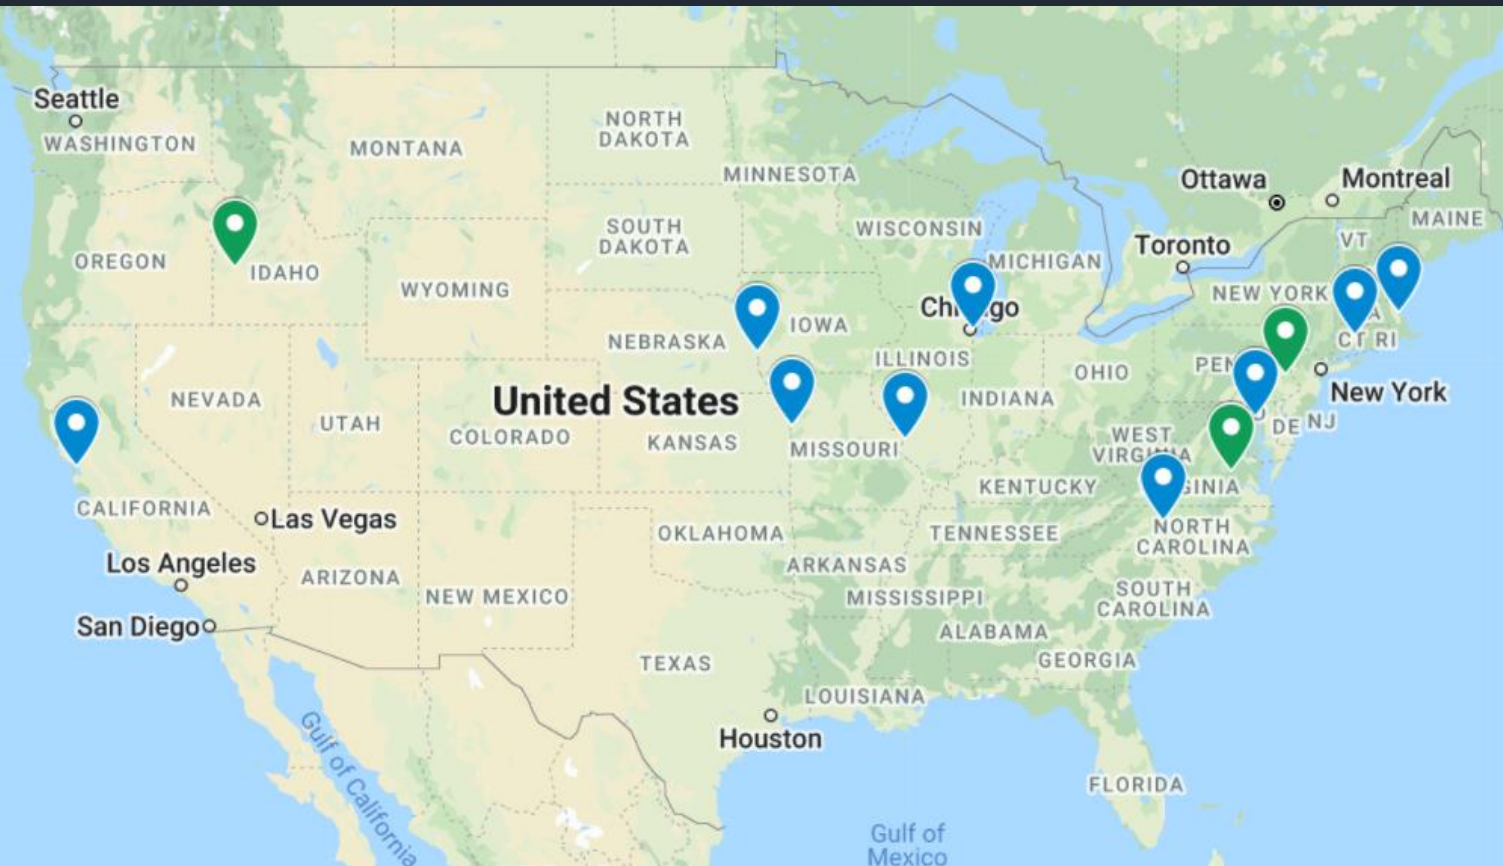 Seattle
WASHINGTON
MONTANA
NORTH
DAKOTA
MINNESOTA
Ottawa
Montreal
MAINE
VT
OREGON
IDAHO
SOUTH
DAKOTA
WISCONSIN
MICHIGAN
Toronto
WYOMING
NEW YORK
IOWA
NEBRASKA
ILLINOIS
OHIO
CT RI
New York
NEVADA
UTAH
United States
COLORADO
KANSAS
MISSOURI
INDIANA
WEST
DE NJ
CALIFORNIA
Las Vegas
KENTUCKY
OKLAHOMA
TENNESSEE
NORTH
CAROLINA
Los Angeles
ARIZONA
NEW MEXICO
ARKANSAS
MISSISSIPPI
SOUTH
CAROLINA
San Diego
ALABAMA
TEXAS
GEORGIA
LOUISIANA
Houston
Gulf of California
FLORIDA
Gulf of
Mexico